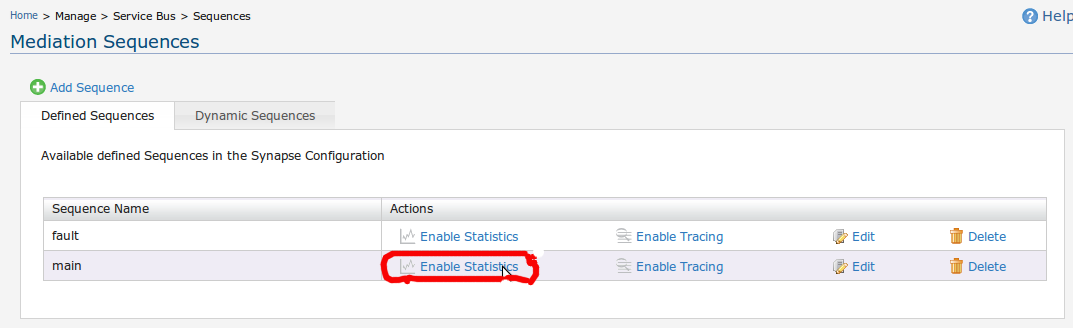 Home > Manage > Service Bus > Sequences
Help
Mediation Sequences
Add Sequence
Defined Sequences Dynamic Sequences
Available defined Sequences in the Synapse Configuration
Sequence Name Actions
fault Enable Statistics Enable Tracing Edit Delete
main Enable Statistics Enable Tracing Edit Delete